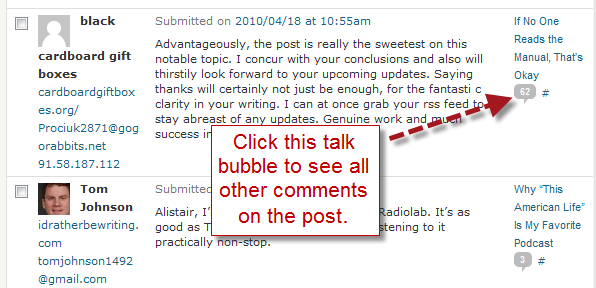 black
cardboard gift
boxes
cardboardgiftbox
es.org/
Prociuk2871@gog
orabbits.net
91.58.187.112
Submitted on 2010/04/18 at 10:55am
Advantageously, the post is really the sweetest on this
notable topic. I concur with your conclusions and also will
thirstily look forward to your upcoming updates. Saying
thanks will certainly not just be enough, for the fantasti c
clarity in your writing. I can at once grab your rss feed to
stay abreast of any updates. Genuine work and much
success in
If No One
Reads the
Manual, That's
Okay
62 #
Click this talk
bubble to see all
other comments
on the post.
Tom
Johnson
idratherbewriting.
com
tomjohnson1492
@gmail.com
Submitted
Alistair, I' Radiolab. It's as
good as T stening to it
practically non-stop.
Why "This
American Life"
Is My Favorite
Podcast
3 #